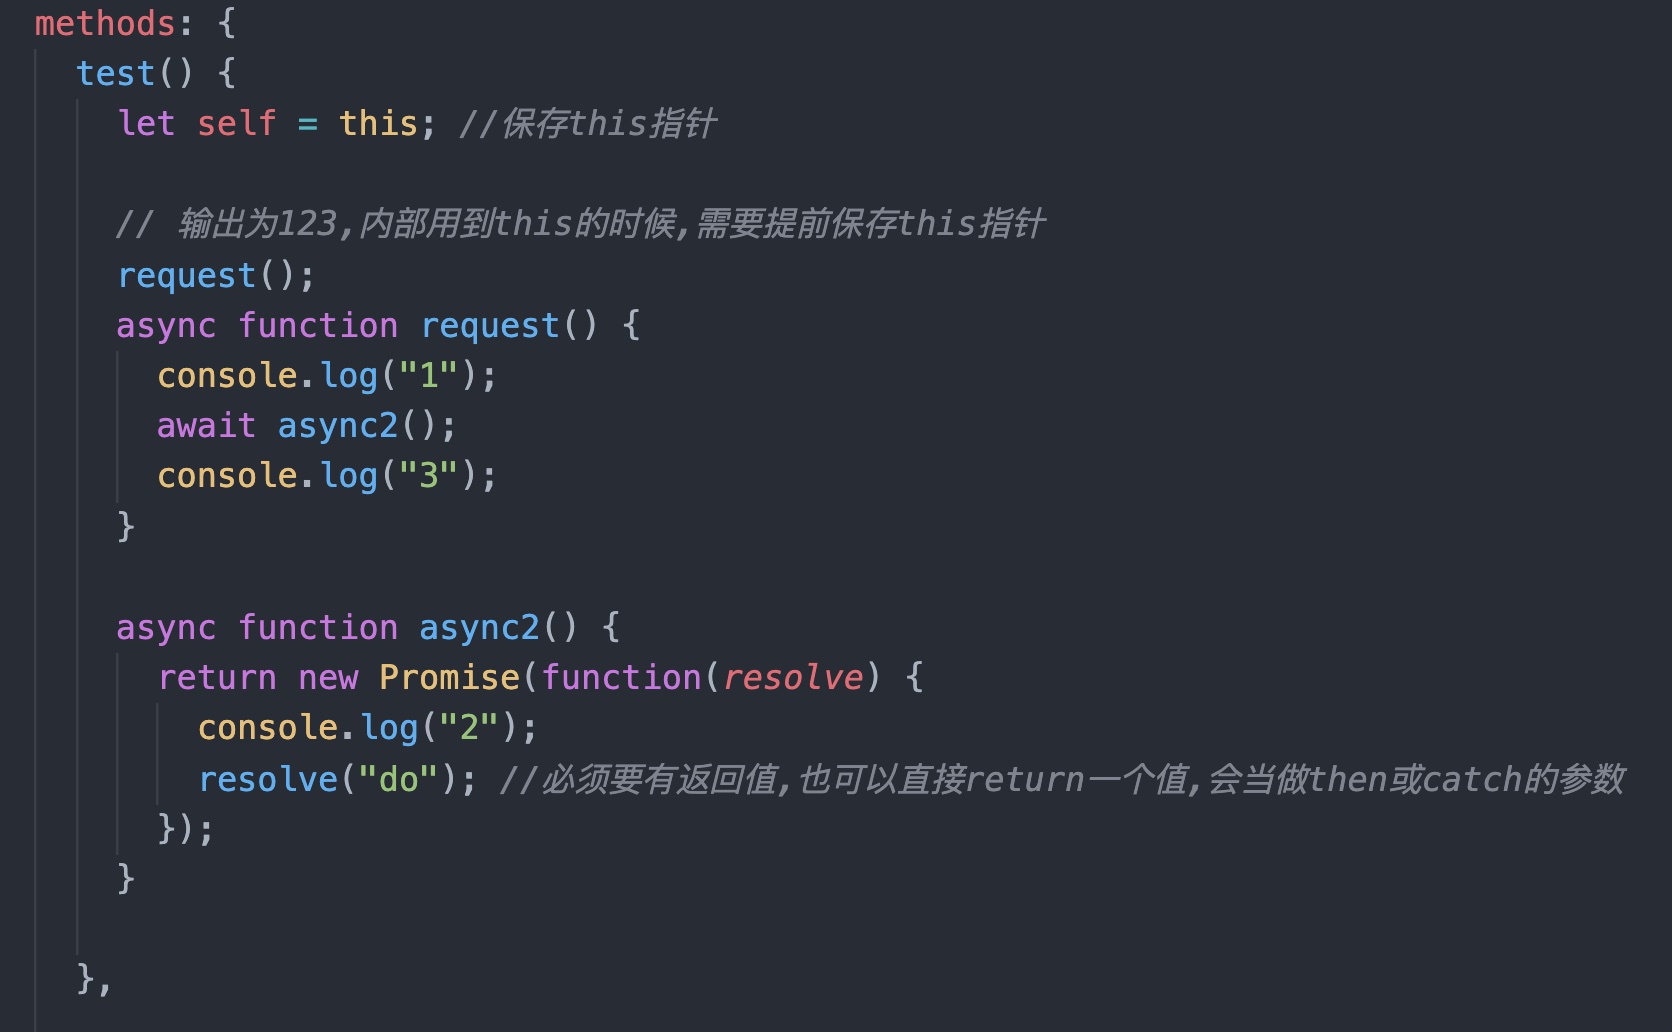 methods: {
test() {
let self = this; //保存this指针
// 输出为123,内部用到this的时候,需要提前保存this指针
request();
async function request() {
console.log("1");
await async2();
console.log("3");
}
async function async2() {
return new Promise(function(resolve) {
console.log("2");
resolve("do"); //必须要有返回值,也可以直接return一个值,会当做then或catch的参数
});
}
},